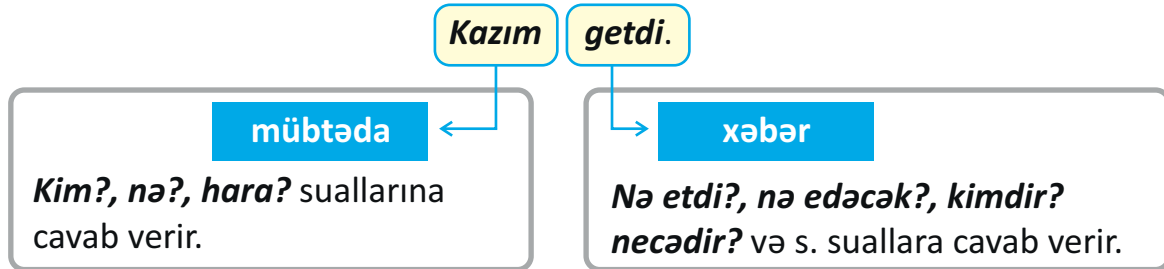 Kazım getdi.
mübtəda
Kim?, nə?, hara? suallarına
cavab verir.
xəbər
Nə etdi?, nə edəcək?, kimdir?
necədir? və s. suallara cavab verir.